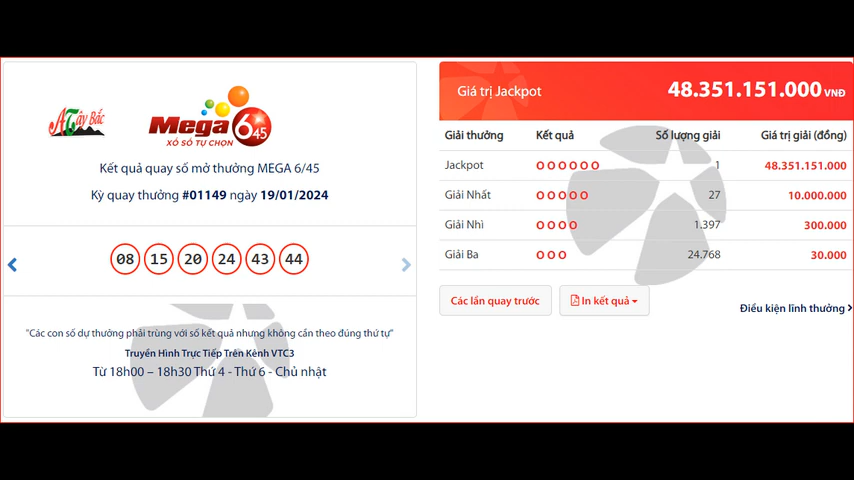 ATây Bắc
Mega 6/45
XỔ SỐ TỰ CHỌN
Kết quả quay số mở thưởng MEGA 6/45
Kỳ quay thưởng #01149 ngày 19/01/2024
08 15 20 24 43 44
"Các con số dự thưởng phải trùng với số kết quả nhưng không cần theo đúng thứ tự"
Truyền Hình Trực Tiếp Trên Kênh VTC3
Từ 18h00 – 18h30 Thứ 4 - Thứ 6 - Chủ nhật
Giá trị Jackpot 48.351.151.000 VNĐ
Giải thưởng Kết quả Số lượng giải Giá trị giải (đồng)
Jackpot O O O O O O 1 48.351.151.000
Giải Nhất O O O O O 27 10.000.000
Giải Nhì O O O O 1.397 300.000
Giải Ba O O O 24.768 30.000
Các lần quay trước In kết quả
Điều kiện lĩnh thưởng